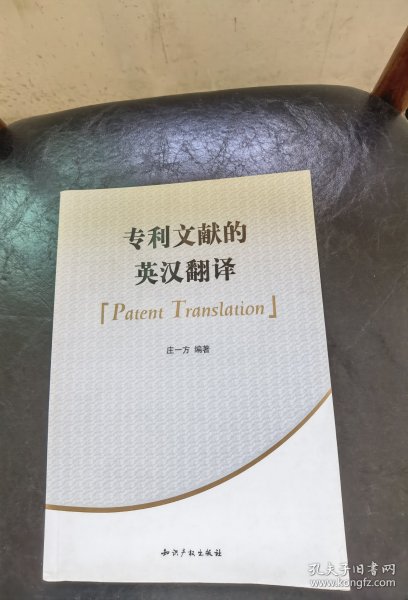 专利文献的
英汉翻译
「Patent Translation」
庄一方 编著
知识产权出版社
孔夫子旧书网
www.kongfz.com